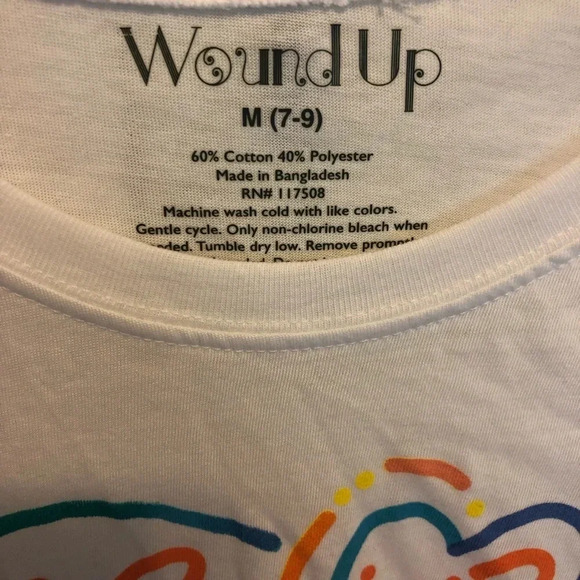 Wound Up
M (7-9)
60% Cotton 40% Polyester
Made in Bangladesh
RN# 117508
Machine wash cold with like colors.
Gentle cycle. Only non-chlorine bleach when
Tumble dry low. Remove